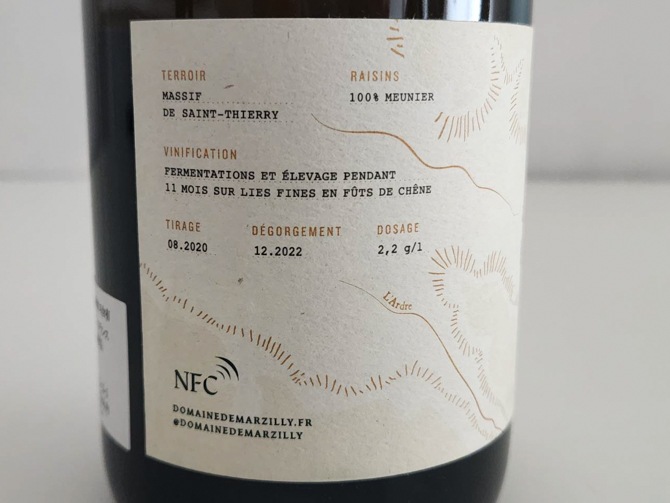 TERROIR
MASSIF
DE SAINT-THIERRY
RAISINS
100% MEUNIER
VINIFICATION
FERMENTATIONS ET ÉLEVAGE PENDANT
11 MOIS SUR LIES FINES EN FÛTS DE CHÊNE
TIRAGE
08.2020
DÉGORGEMENT
12.2022
DOSAGE
2,2 g/l
L'Ardre
NFC
DOMAINEDEMARZILLY.FR
@DOMAINEDEMARZILLY